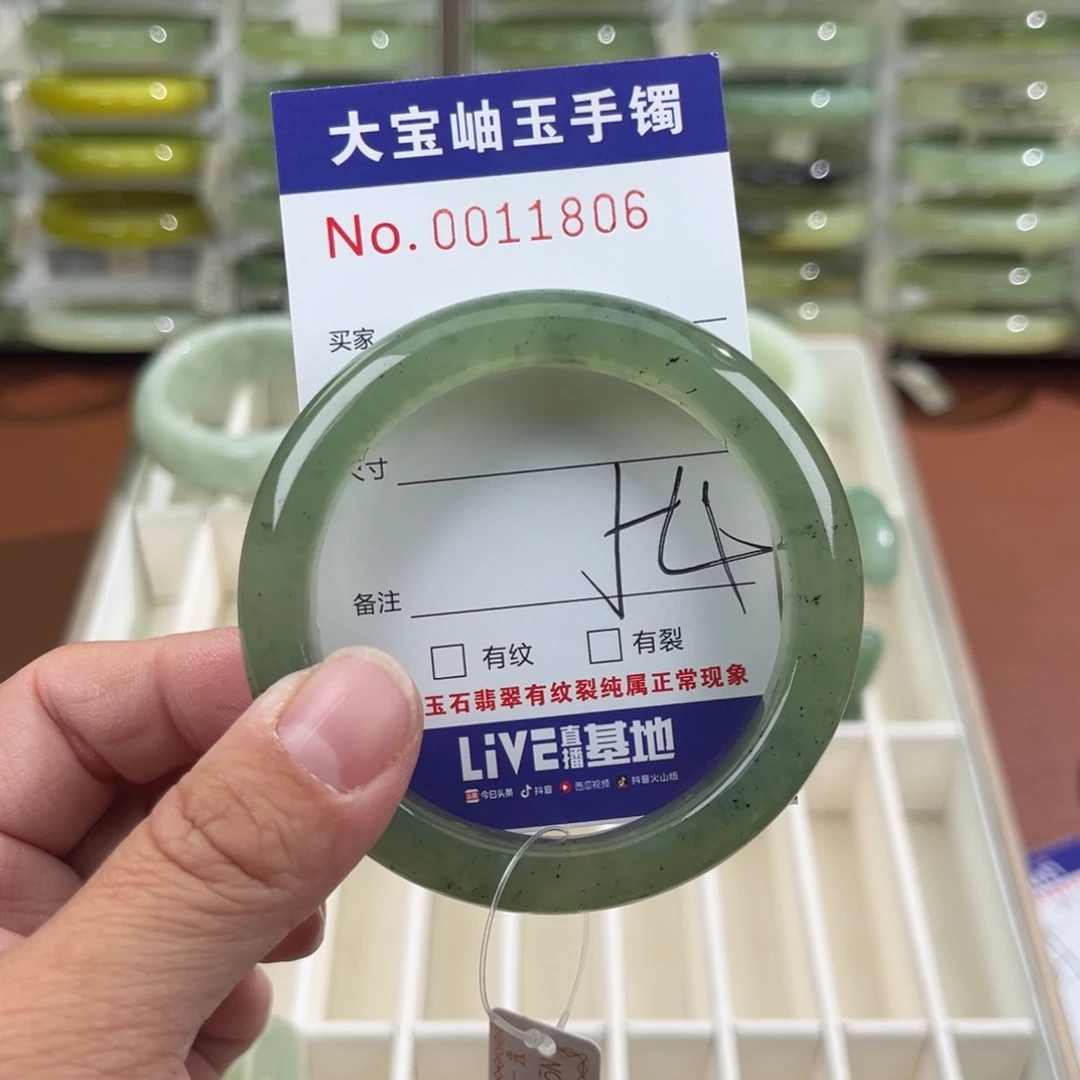 大宝岫玉手镯
No. 0011806
买家
寸
备注
有纹 有裂
玉石翡翠有纹裂纯属正常现象
LiVE直播基地
今日头条 抖音 西瓜视频 抖音火山版